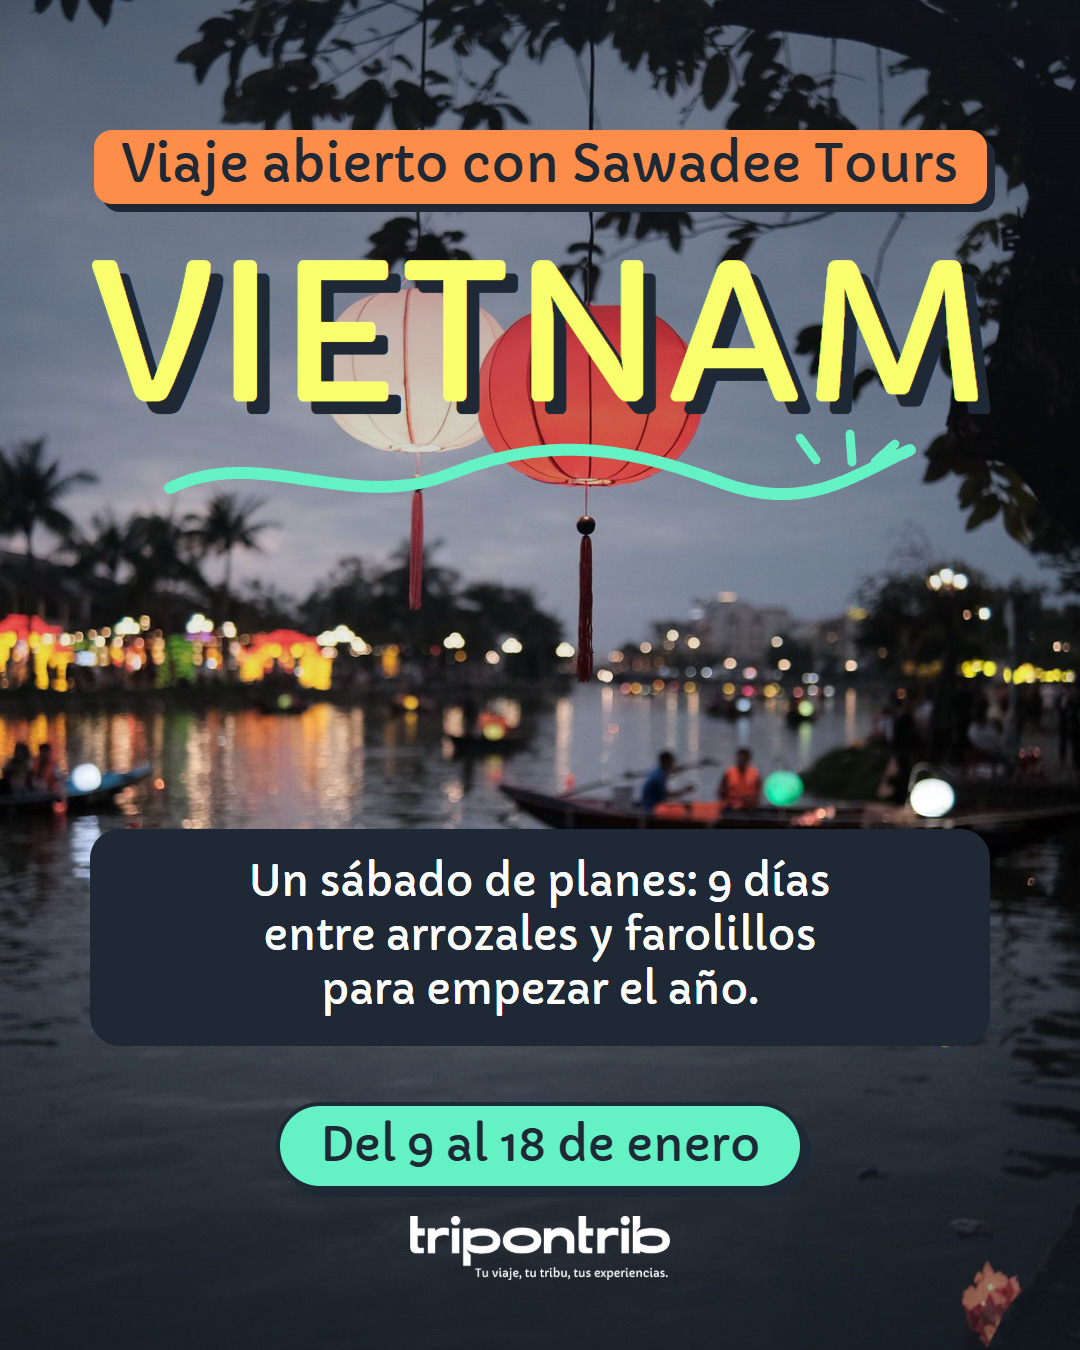 Viaje abierto con Sawadee Tours
VIETNAM
Un sábado de planes: 9 días
entre arrozales y farolillos
para empezar el año.
Del 9 al 18 de enero
tripontrib
Tu viaje, tu tribu, tus experiencias.